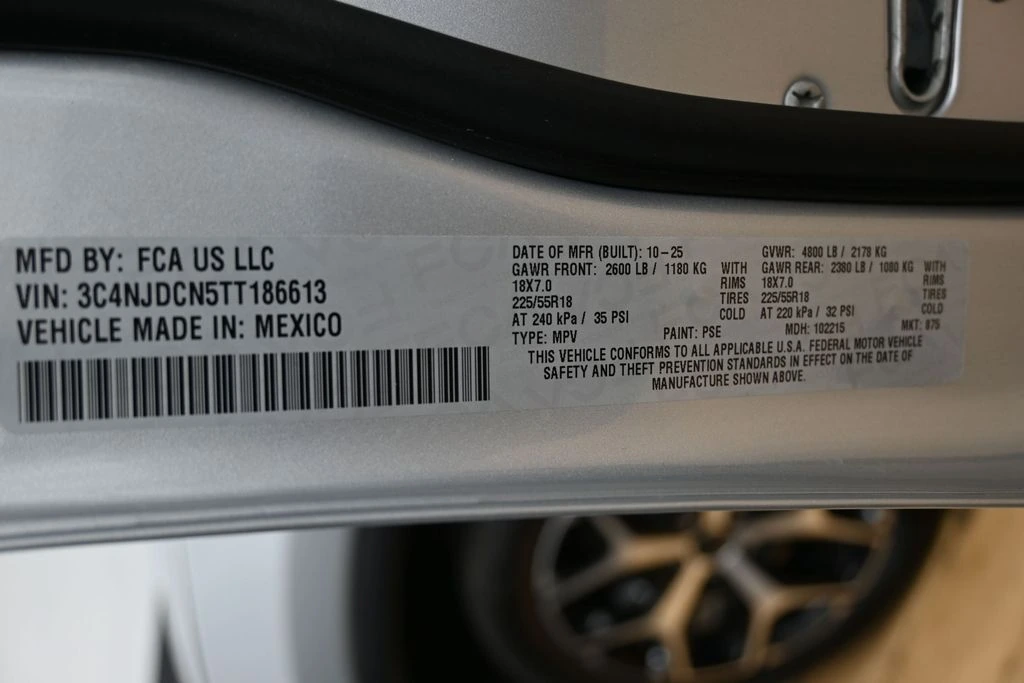 MFD BY: FCA US LLC
VIN: 3C4NJDCN5TT186613
VEHICLE MADE IN: MEXICO
DATE OF MFR (BUILT): 10-25 GVWR: 4800 LB / 2178 KG
GAWR FRONT: 2600 LB / 1180 KG WITH GAWR REAR: 2380 LB / 1080 KG WITH
18X7.0 RIMS 18X7.0 RIMS
225/55R18 TIRES 225/55R18 TIRES
AT 240 kPa / 35 PSI COLD AT 220 kPa / 32 PSI COLD
TYPE: MPV PAINT: PSE MDH: 102215 MKT: 875
THIS VEHICLE CONFORMS TO ALL APPLICABLE U.S.A. FEDERAL MOTOR VEHICLE
SAFETY AND THEFT PREVENTION STANDARDS IN EFFECT ON THE DATE OF
MANUFACTURE SHOWN ABOVE.